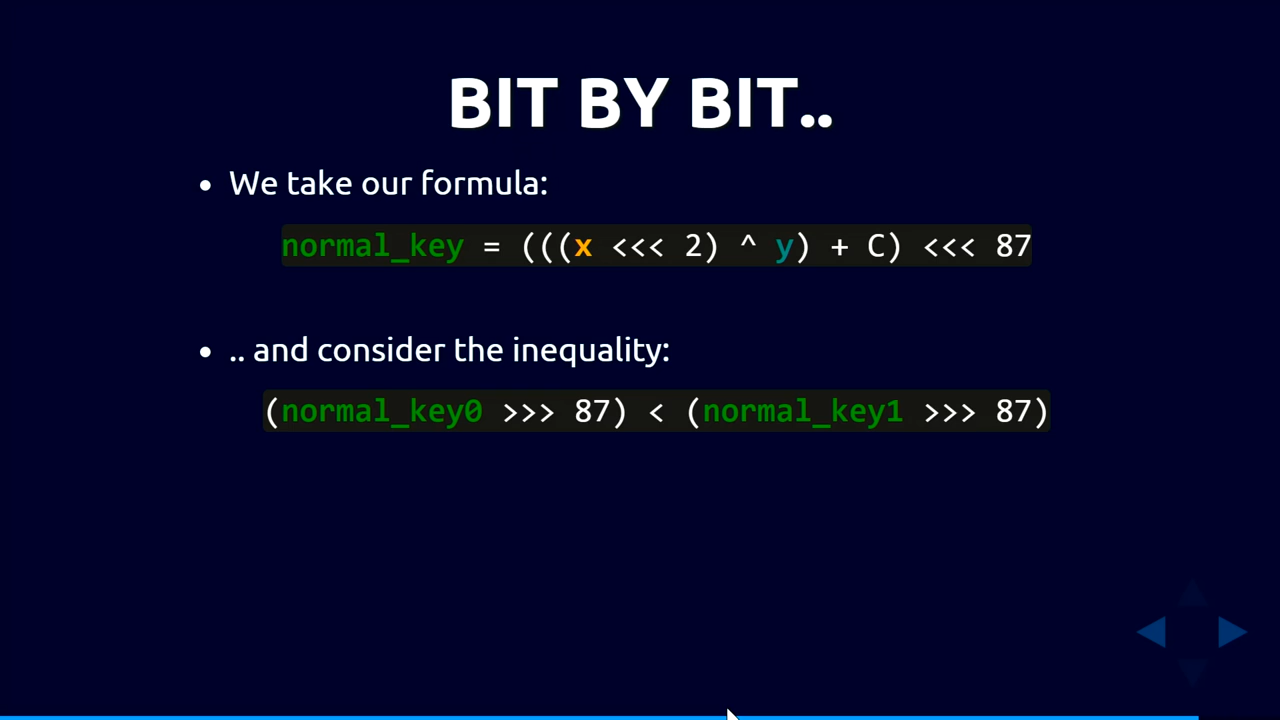 BIT BY BIT..
We take our formula:
normal_key = (((x <<< 2) ^ y) + C) <<< 87
.. and consider the inequality:
(normal_key0 >>> 87) < (normal_key1 >>> 87)